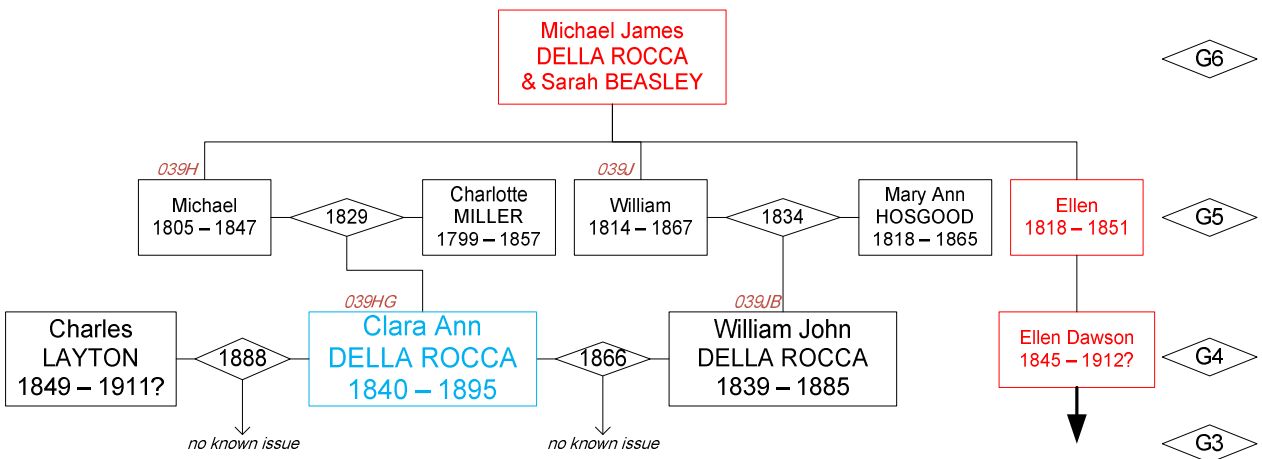 Michael James
DELLA ROCCA
& Sarah BEASLEY
G6
039H
039J
Michael
1805 – 1847
1829
Charlotte
MILLER
1799 – 1857
William
1814 – 1867
1834
Mary Ann
HOSGOOD
1818 – 1865
Ellen
1818 – 1851
G5
039HG
039JB
Charles
LAYTON
1849 – 1911?
1888
Clara Ann
DELLA ROCCA
1840 – 1895
1866
William John
DELLA ROCCA
1839 – 1885
Ellen Dawson
1845 – 1912?
G4
no known issue
no known issue
G3